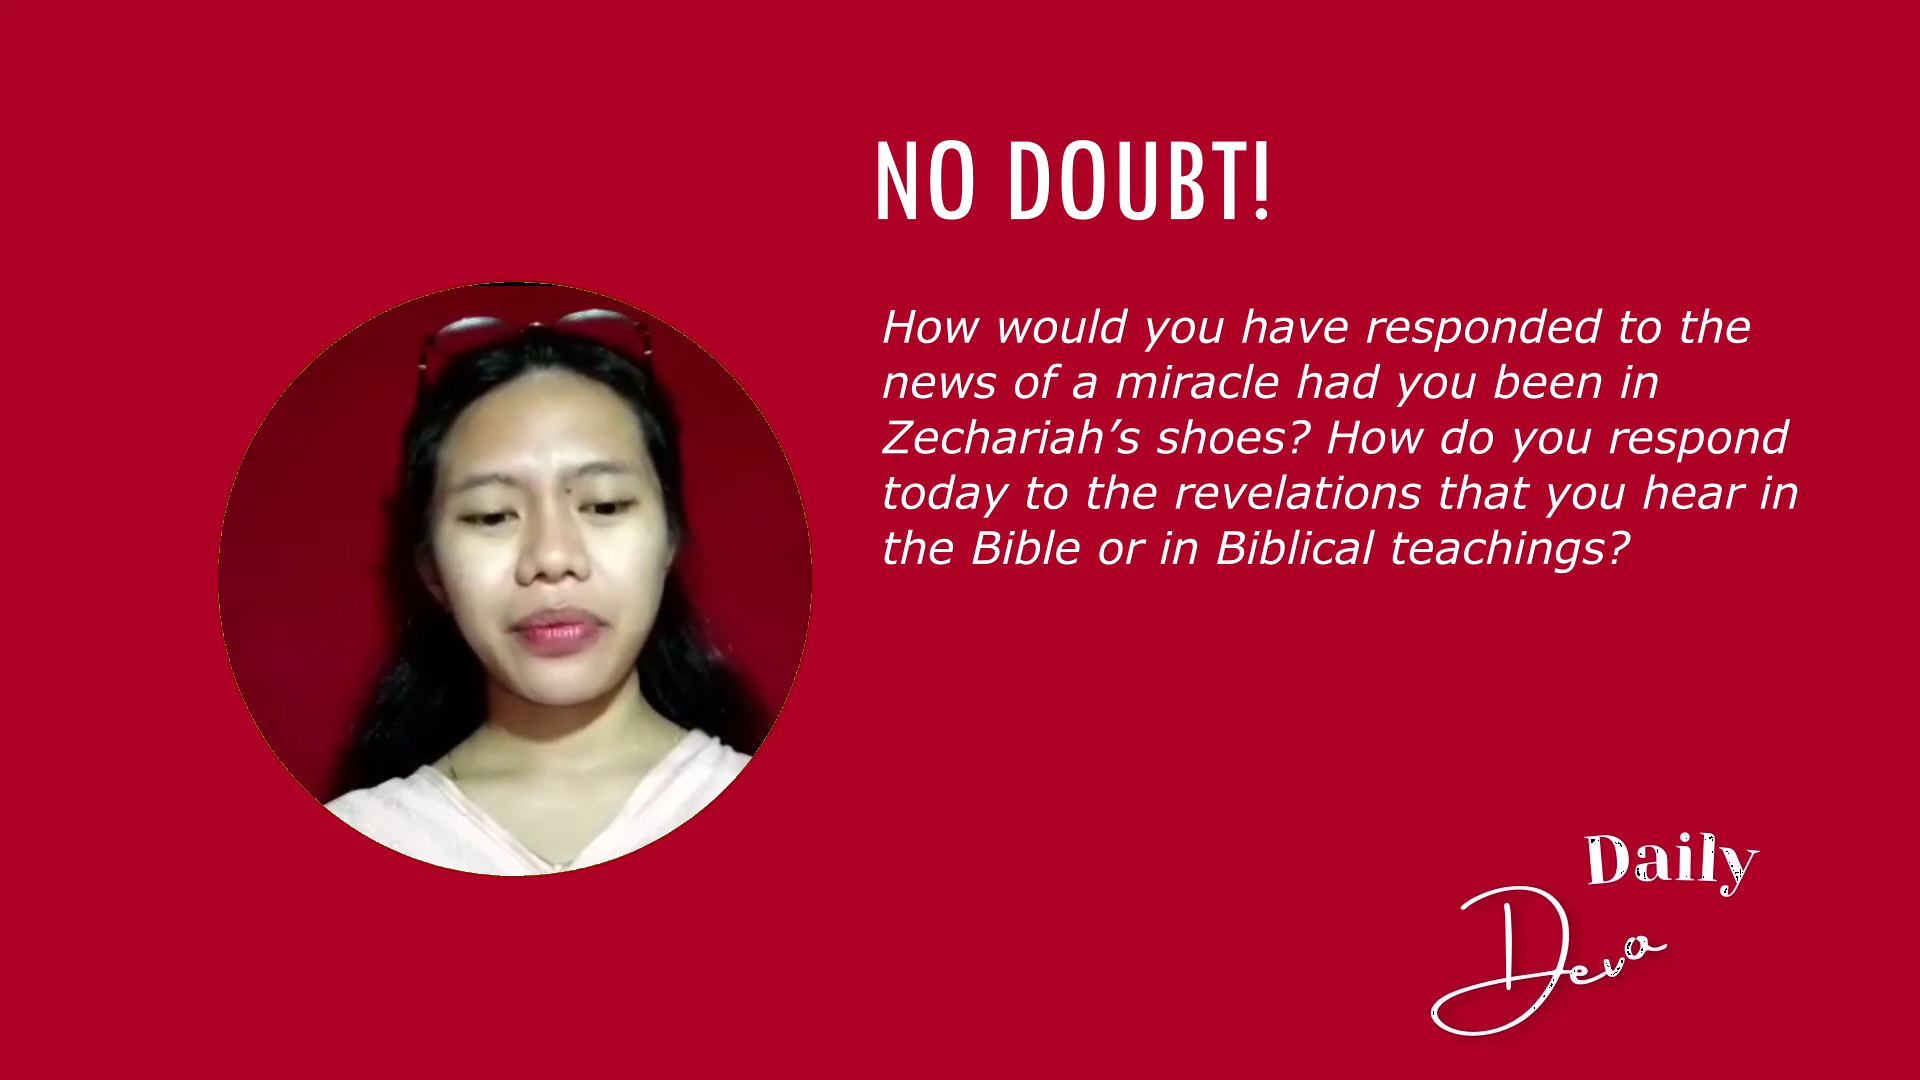 NO DOUBT!
How would you have responded to the
news of a miracle had you been in
Zechariah’s shoes? How do you respond
today to the revelations that you hear in
the Bible or in Biblical teachings?
Daily
Devo